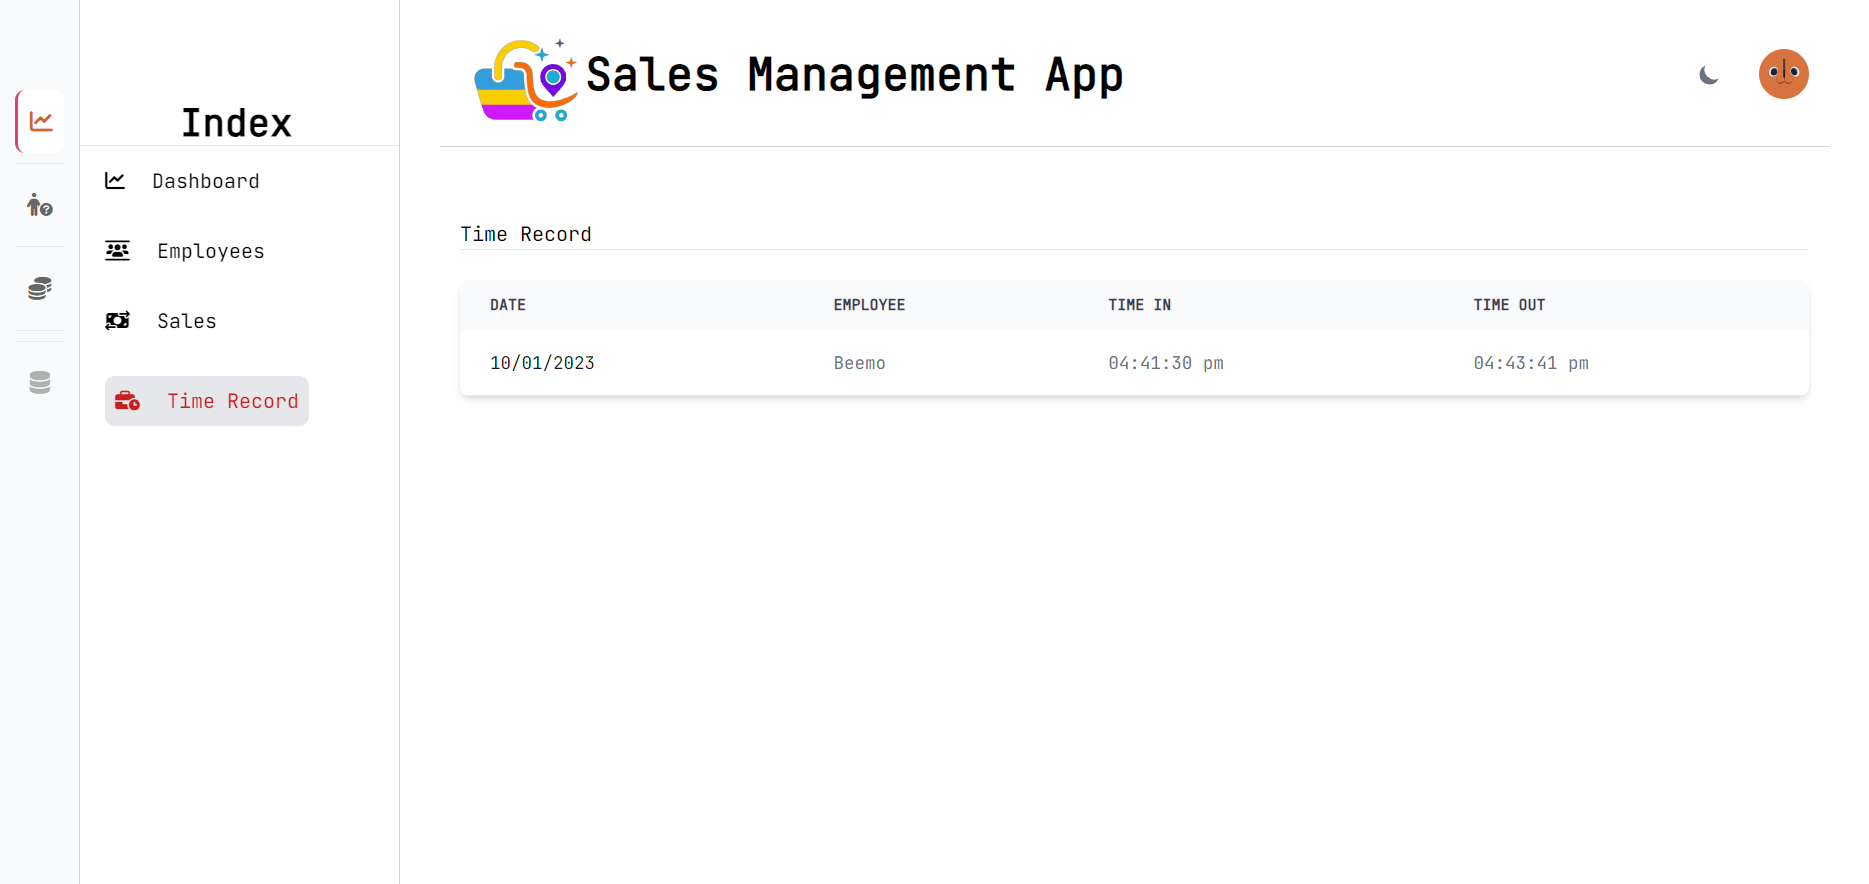 Sales Management App
Index
Dashboard
Employees
Sales
Time Record
Time Record
DATE EMPLOYEE TIME IN TIME OUT
10/01/2023 Beemo 04:41:30 pm 04:43:41 pm